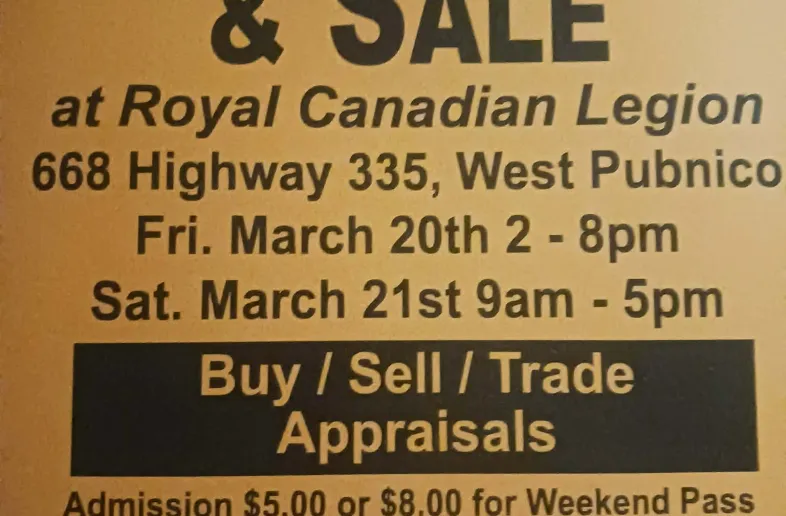 & SALE
at Royal Canadian Legion
668 Highway 335, West Pubnico
Fri. March 20th 2 - 8pm
Sat. March 21st 9am - 5pm
Buy / Sell / Trade
Appraisals
Admission $5.00 or $8.00 for Weekend Pass